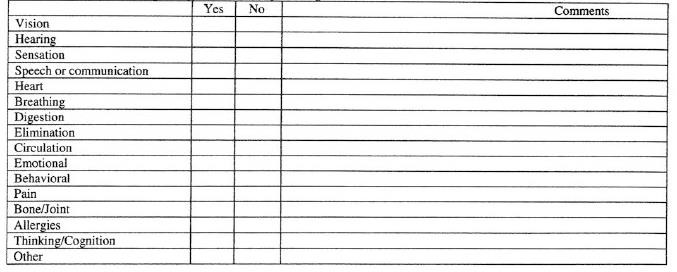 Yes No Comments
Vision
Hearing
Sensation
Speech or communication
Heart
Breathing
Digestion
Elimination
Circulation
Emotional
Behavioral
Pain
Bone/Joint
Allergies
Thinking/Cognition
Other